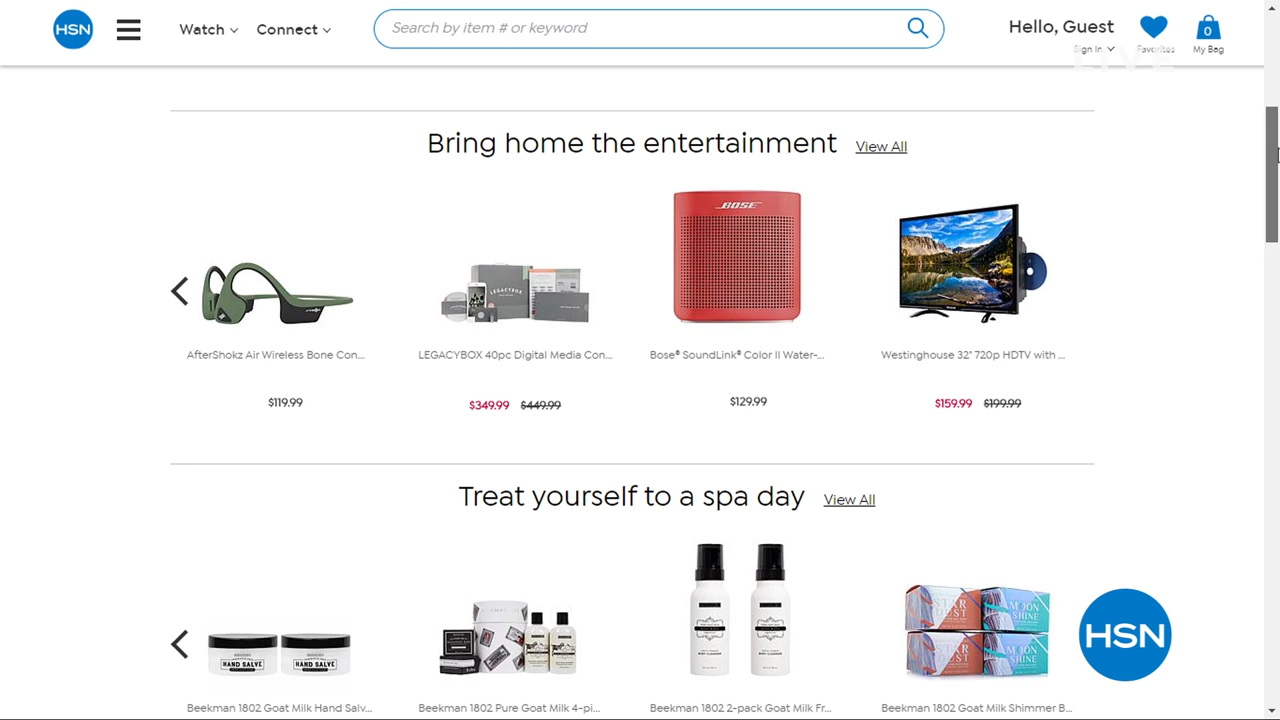 HSN
Watch
Connect
Search by item # or keyword
Hello, Guest
Sign In
Favorites
0
My Bag
LIVE
Bring home the entertainment
View All
BOSE
LEGACYBOX
AfterShokz Air Wireless Bone Con...
LEGACYBOX 40pc Digital Media Con...
Bose® SoundLink® Color II Water-...
Westinghouse 32" 720p HDTV with ...
$119.99
$349.99 $449.99
$129.99
$159.99 $199.99
Treat yourself to a spa day
View All
HAND SALVE
HAND SALVE
STAR DUST
MOON SHINE
HSN
Beekman 1802 Goat Milk Hand Salv...
Beekman 1802 Pure Goat Milk 4-pi...
Beekman 1802 2-pack Goat Milk Fr...
Beekman 1802 Goat Milk Shimmer B...